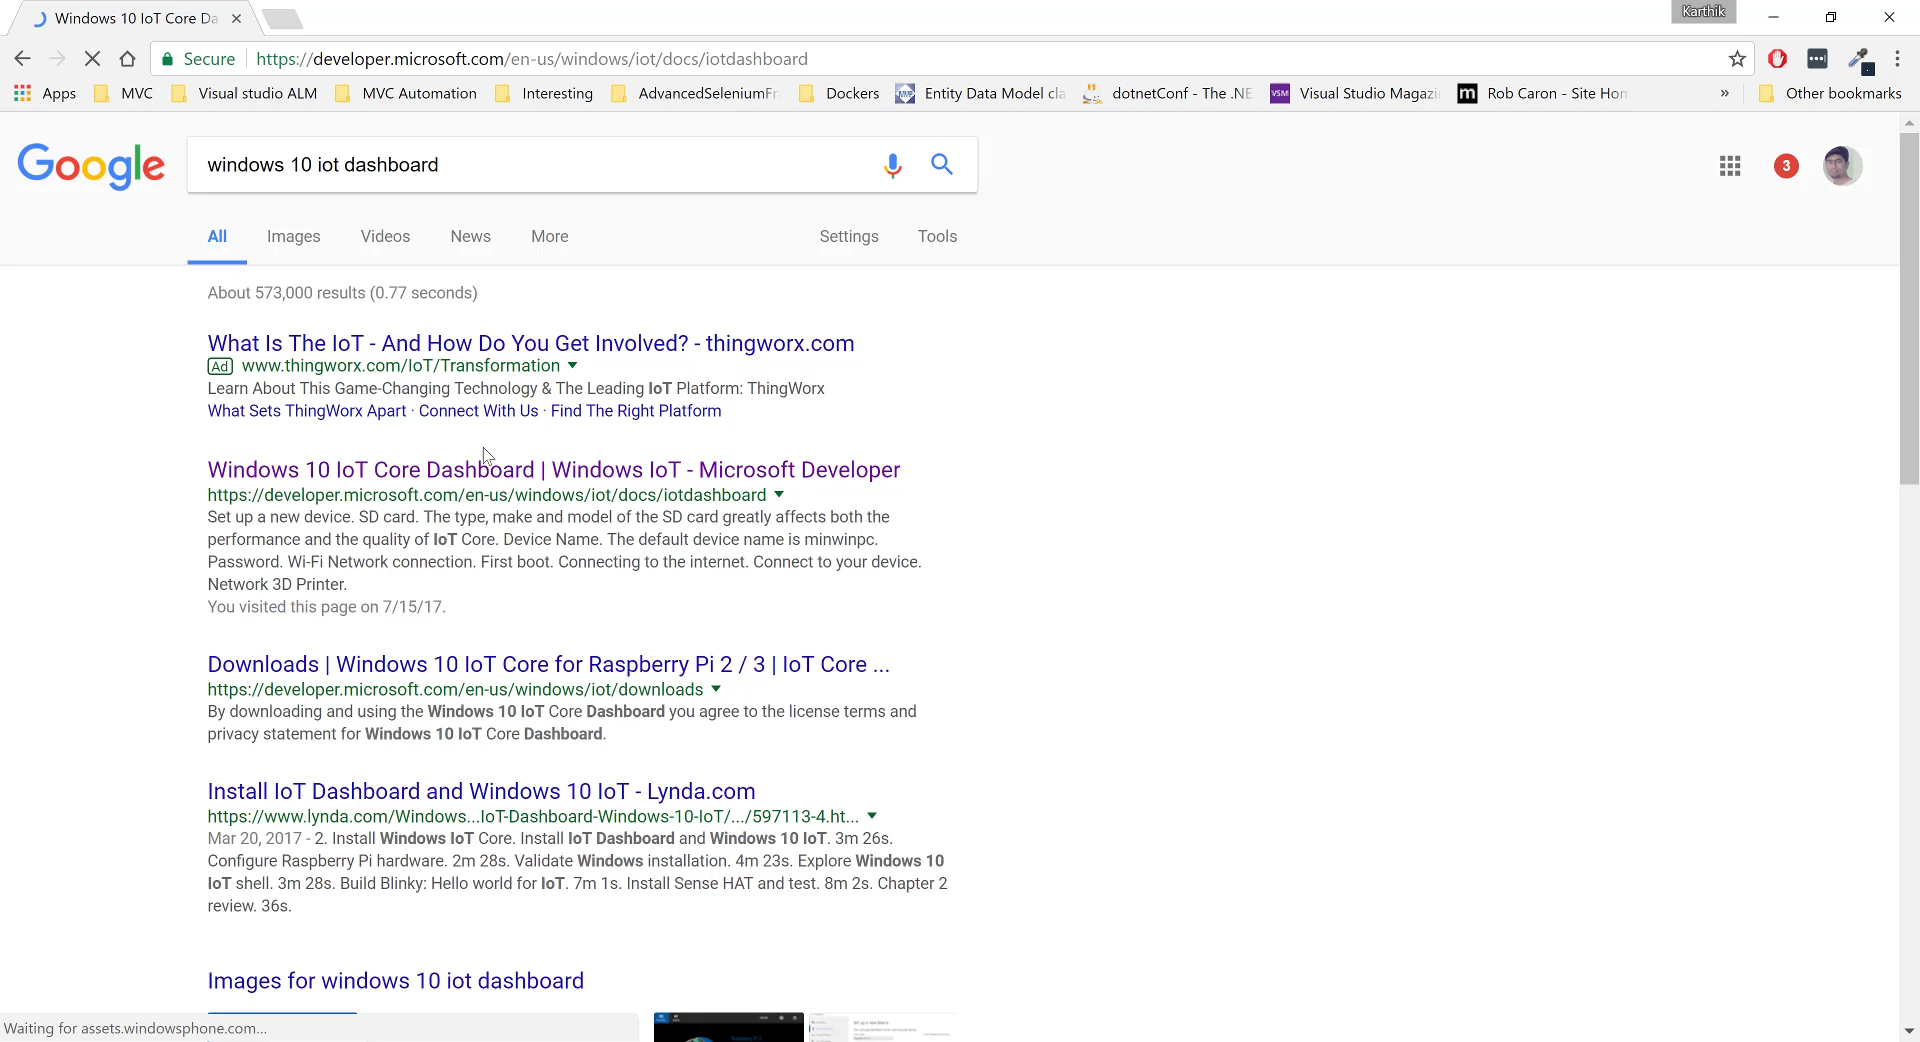 Windows 10 IoT Core Da
Karthik
Secure
https://developer.microsoft.com/en-us/windows/iot/docs/iotdashboard
Apps
MVC
Visual studio ALM
MVC Automation
Interesting
AdvancedSeleniumFr
Dockers
Entity Data Model cla
dotnetConf - The .NE
VSM
Visual Studio Magazi
m
Rob Caron - Site Hom
»
Other bookmarks
Google
windows 10 iot dashboard
3
All
Images
Videos
News
More
Settings
Tools
About 573,000 results (0.77 seconds)
What Is The IoT - And How Do You Get Involved? - thingworx.com
Ad www.thingworx.com/IoT/Transformation
Learn About This Game-Changing Technology & The Leading IoT Platform: ThingWorx
What Sets ThingWorx Apart · Connect With Us · Find The Right Platform
Windows 10 IoT Core Dashboard | Windows IoT - Microsoft Developer
https://developer.microsoft.com/en-us/windows/iot/docs/iotdashboard
Set up a new device. SD card. The type, make and model of the SD card greatly affects both the
performance and the quality of IoT Core. Device Name. The default device name is minwinpc.
Password. Wi-Fi Network connection. First boot. Connecting to the internet. Connect to your device.
Network 3D Printer.
You visited this page on 7/15/17.
Downloads | Windows 10 IoT Core for Raspberry Pi 2 / 3 | IoT Core ...
https://developer.microsoft.com/en-us/windows/iot/downloads
By downloading and using the Windows 10 IoT Core Dashboard you agree to the license terms and
privacy statement for Windows 10 IoT Core Dashboard.
Install IoT Dashboard and Windows 10 IoT - Lynda.com
https://www.lynda.com/Windows...IoT-Dashboard-Windows-10-IoT/.../597113-4.ht...
Mar 20, 2017 - 2. Install Windows IoT Core. Install IoT Dashboard and Windows 10 IoT. 3m 26s.
Configure Raspberry Pi hardware. 2m 28s. Validate Windows installation. 4m 23s. Explore Windows 10
IoT shell. 3m 28s. Build Blinky: Hello world for IoT. 7m 1s. Install Sense HAT and test. 8m 2s. Chapter 2
review. 36s.
Images for windows 10 iot dashboard
Waiting for assets.windowsphone.com...